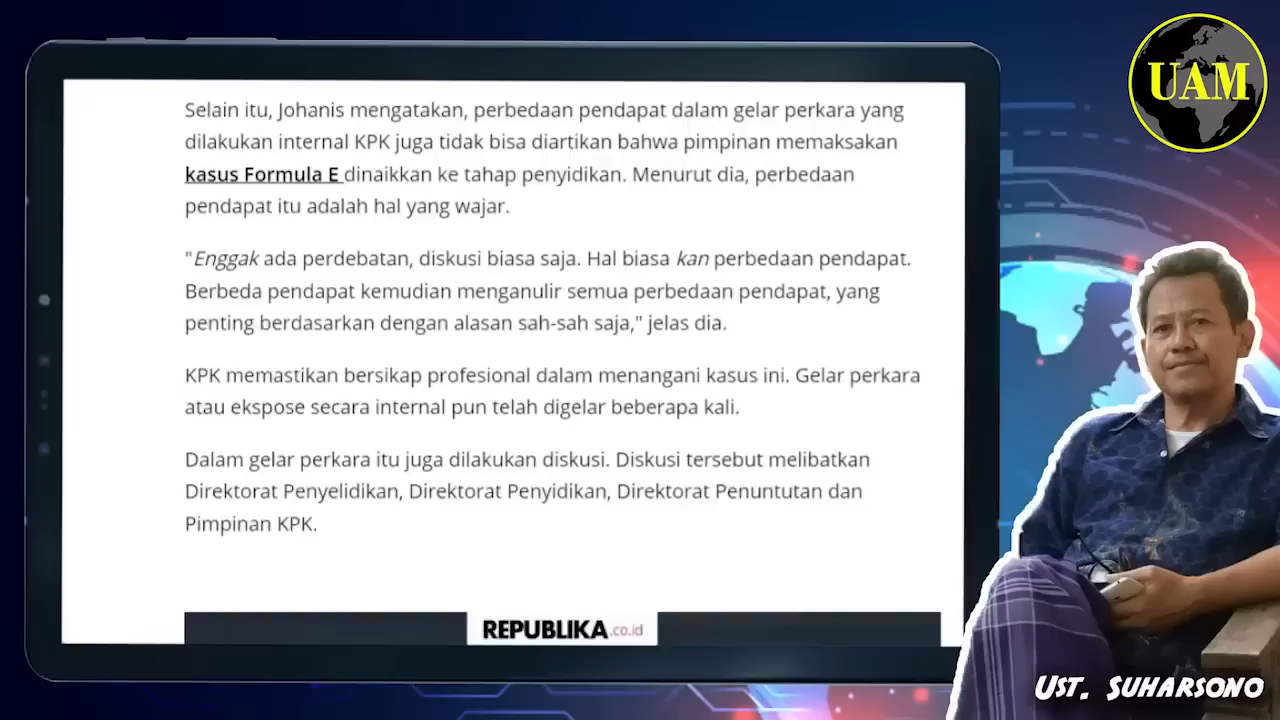 Selain itu, Johanis mengatakan, perbedaan pendapat dalam gelar perkara yang
dilakukan internal KPK juga tidak bisa diartikan bahwa pimpinan memaksakan
kasus Formula E dinaikkan ke tahap penyidikan. Menurut dia, perbedaan
pendapat itu adalah hal yang wajar.
"Enggak ada perdebatan, diskusi biasa saja. Hal biasa kan perbedaan pendapat.
Berbeda pendapat kemudian menganulir semua perbedaan pendapat, yang
penting berdasarkan dengan alasan sah-sah saja," jelas dia.
KPK memastikan bersikap profesional dalam menangani kasus ini. Gelar perkara
atau ekspose secara internal pun telah digelar beberapa kali.
Dalam gelar perkara itu juga dilakukan diskusi. Diskusi tersebut melibatkan
Direktorat Penyelidikan, Direktorat Penyidikan, Direktorat Penuntutan dan
Pimpinan KPK.
REPUBLIKA.co.id
UAM
UST. SUHARSONO